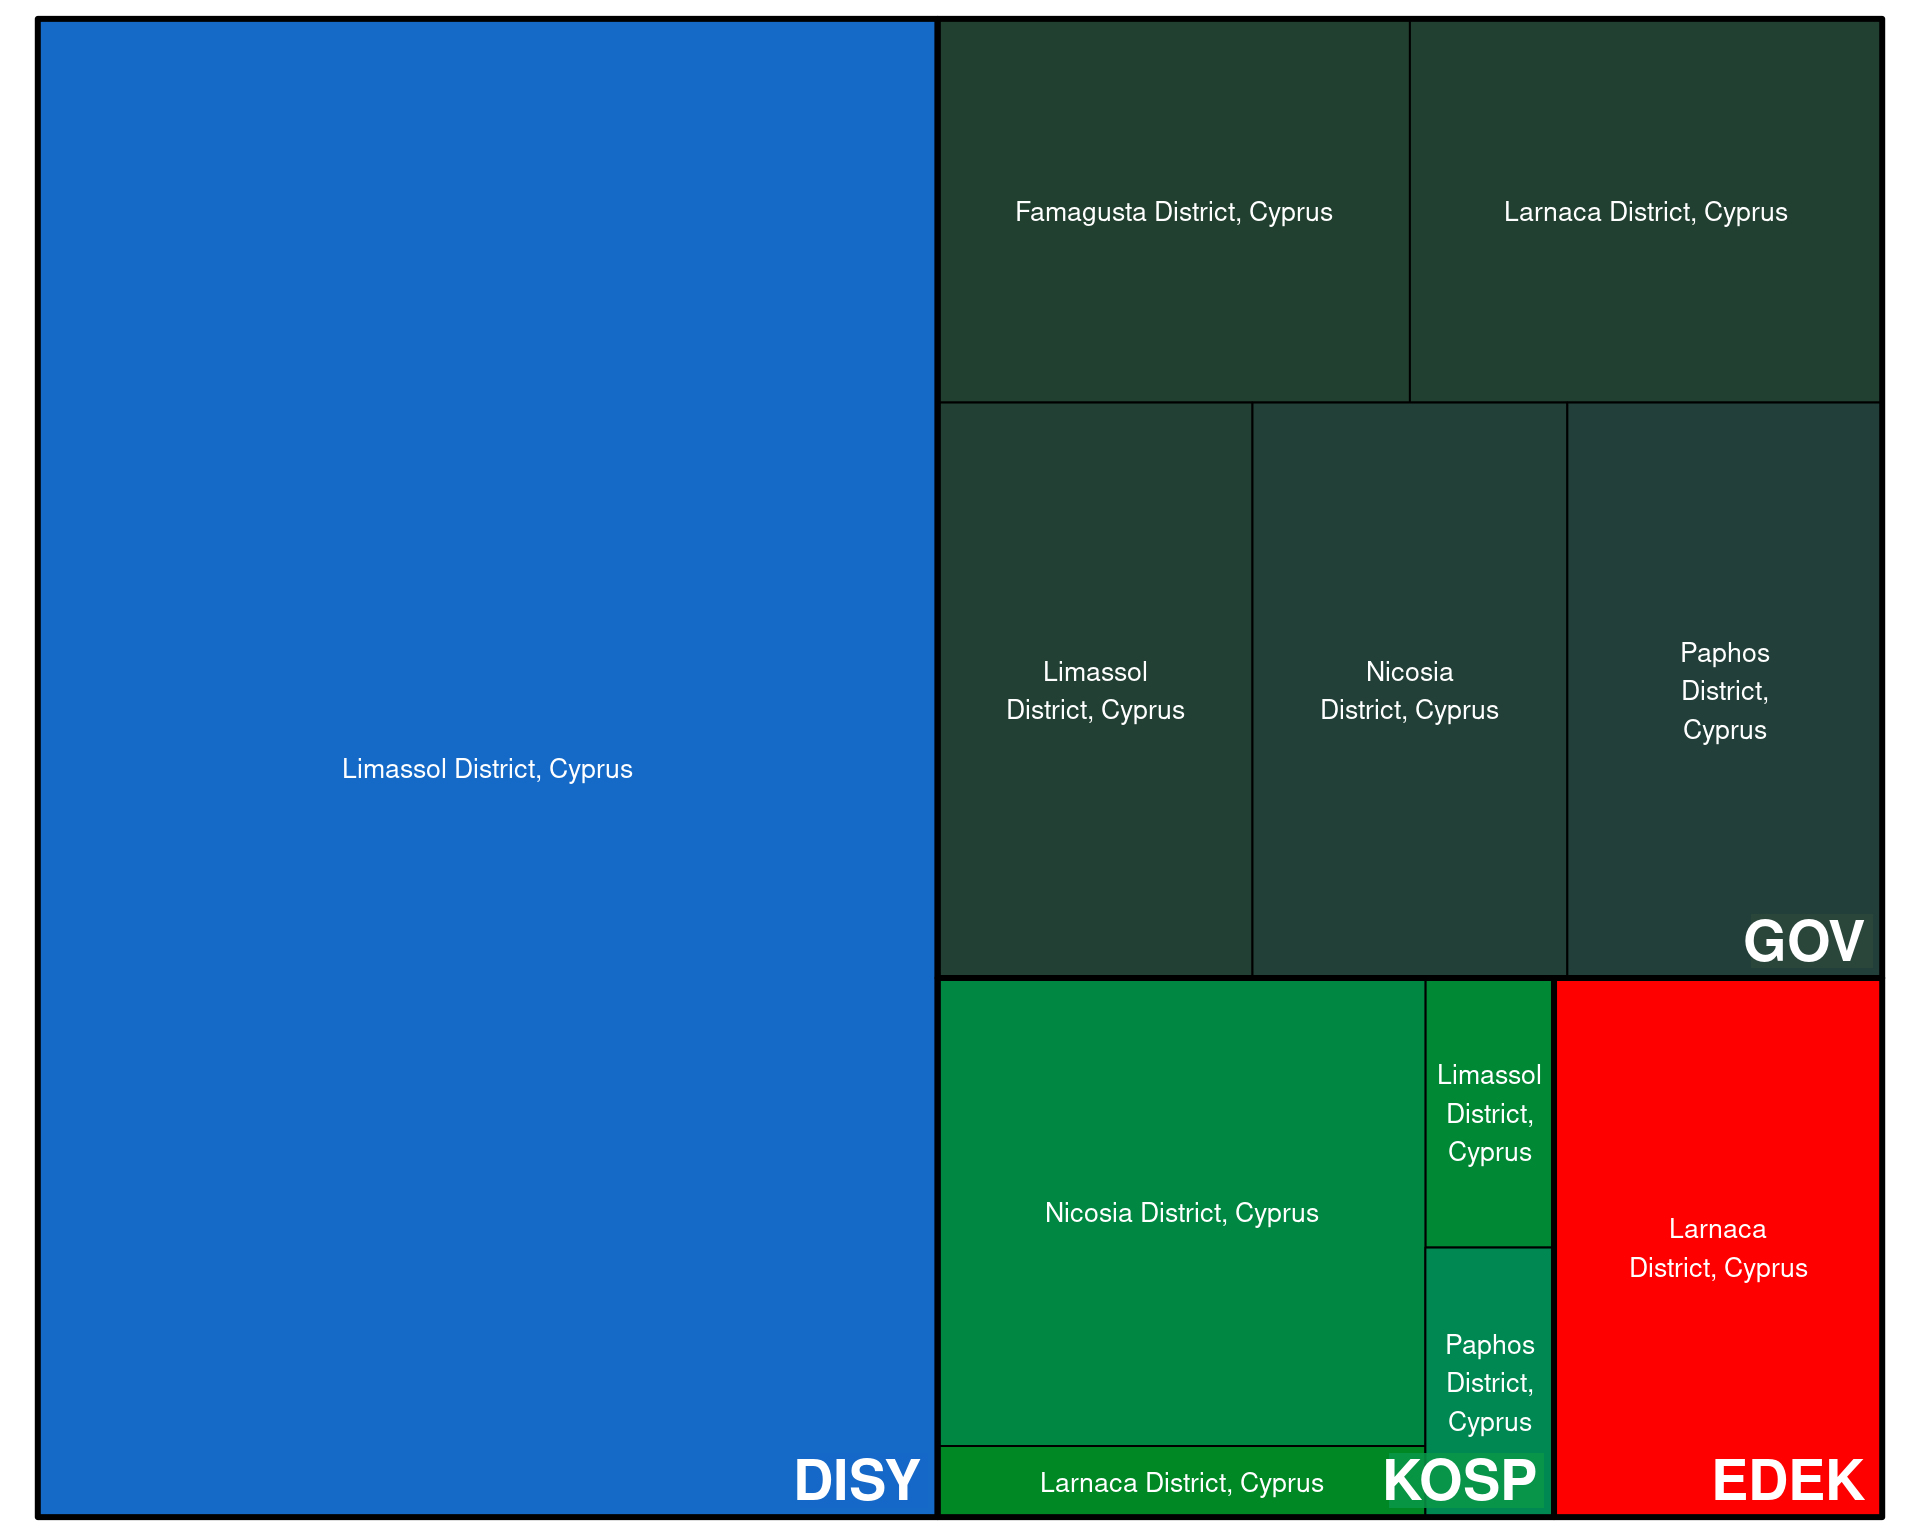 Limassol District, Cyprus
DISY
Famagusta District, Cyprus
Larnaca District, Cyprus
Limassol
District, Cyprus
Nicosia
District, Cyprus
Paphos
District,
Cyprus
GOV
Nicosia District, Cyprus
Limassol
District,
Cyprus
Paphos
District,
Cyprus
Larnaca District, Cyprus
KOSP
Larnaca
District, Cyprus
EDEK